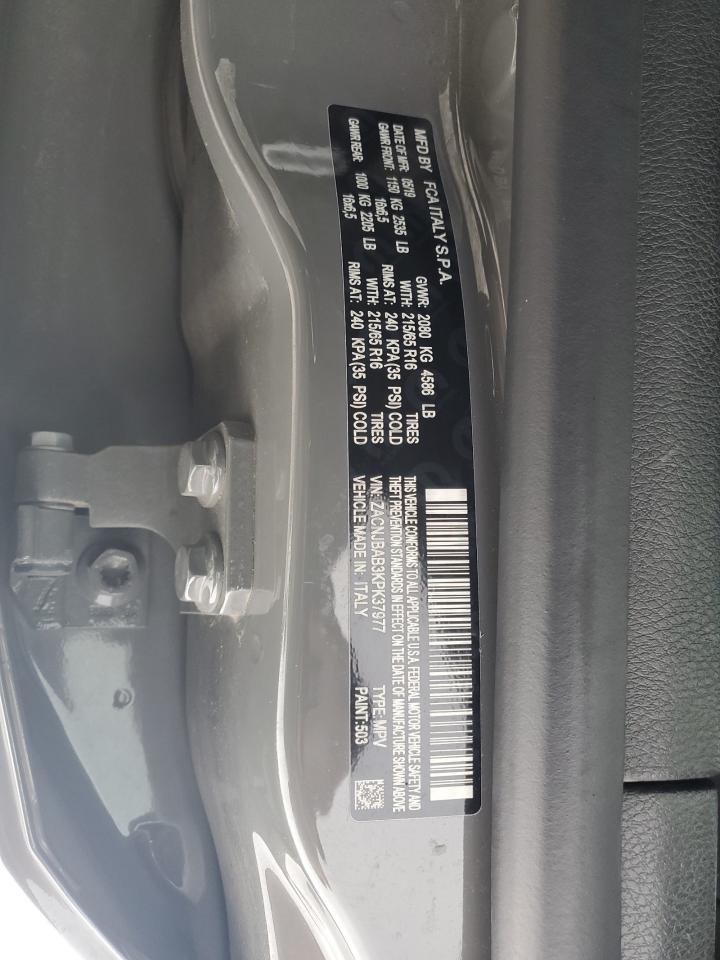 MFD BY FCA ITALY S.P.A.
DATE OF MFR: 05/19 GVWR: 2080 KG 4586 LB
GAWR FRONT: 1150 KG 2535 LB WITH: 215/65 R16 TIRES
16x6,5 RIMS AT: 240 KPA(35 PSI) COLD
GAWR REAR: 1000 KG 2205 LB WITH: 215/65 R16 TIRES
16x6,5 RIMS AT: 240 KPA(35 PSI) COLD
THIS VEHICLE CONFORMS TO ALL APPLICABLE U.S.A. FEDERAL MOTOR VEHICLE SAFETY AND
THEFT PREVENTION STANDARDS IN EFFECT ON THE DATE OF MANUFACTURE SHOWN ABOVE
VIN: ZACNJBAB3KPK37977 TYPE: MPV
VEHICLE MADE IN: ITALY PAINT:503